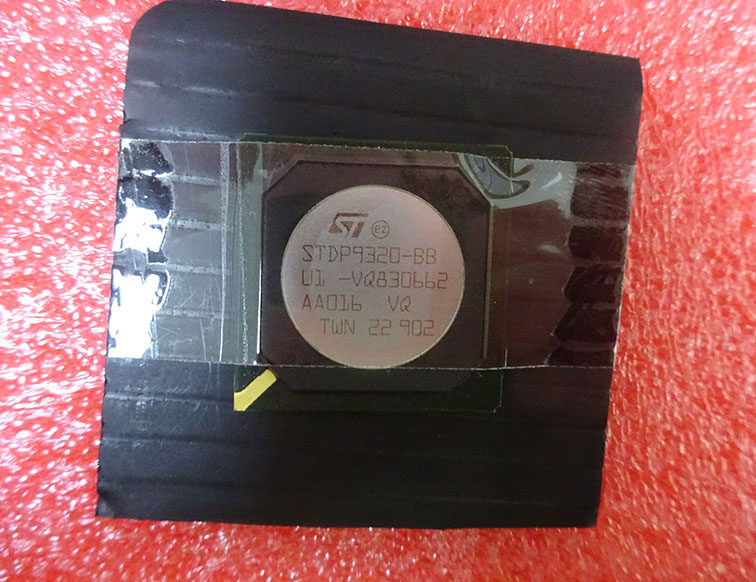 ST e2
STDP9320-BB
U1 -VQ830662
AA016 VQ
TWN 22 902